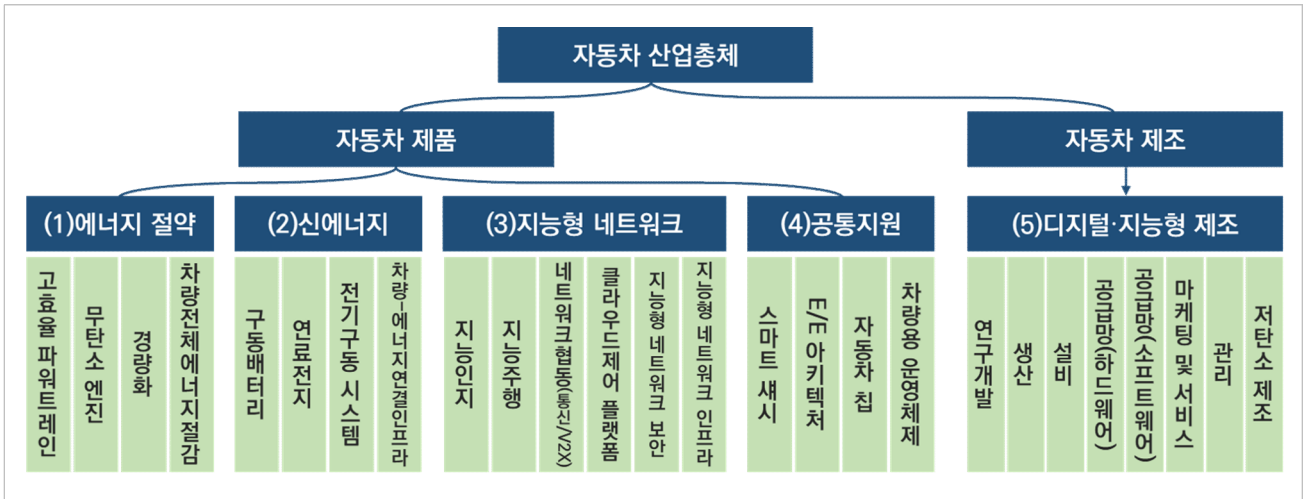 자동차 산업총체
자동차 제품
자동차 제조
(1)에너지 절약
(2)신에너지
(3)지능형 네트워크
(4)공통지원
(5)디지털·지능형 제조
고효율 파워트레인
무탄소 엔진
경량화
차량전체에너지절감
구동배터리
연료전지
전기구동 시스템
차량-에너지연결인프라
지능인지
지능주행
네트워크협동(통신/V2X)
클라우드제어 플랫폼
지능형 네트워크 보안
지능형 네트워크 인프라
스마트 섀시
E/E 아키텍처
자동차 칩
차량용 운영체제
연구개발
생산
설비
공급망(하드웨어)
공급망(소프트웨어)
마케팅 및 서비스
관리
저탄소 제조